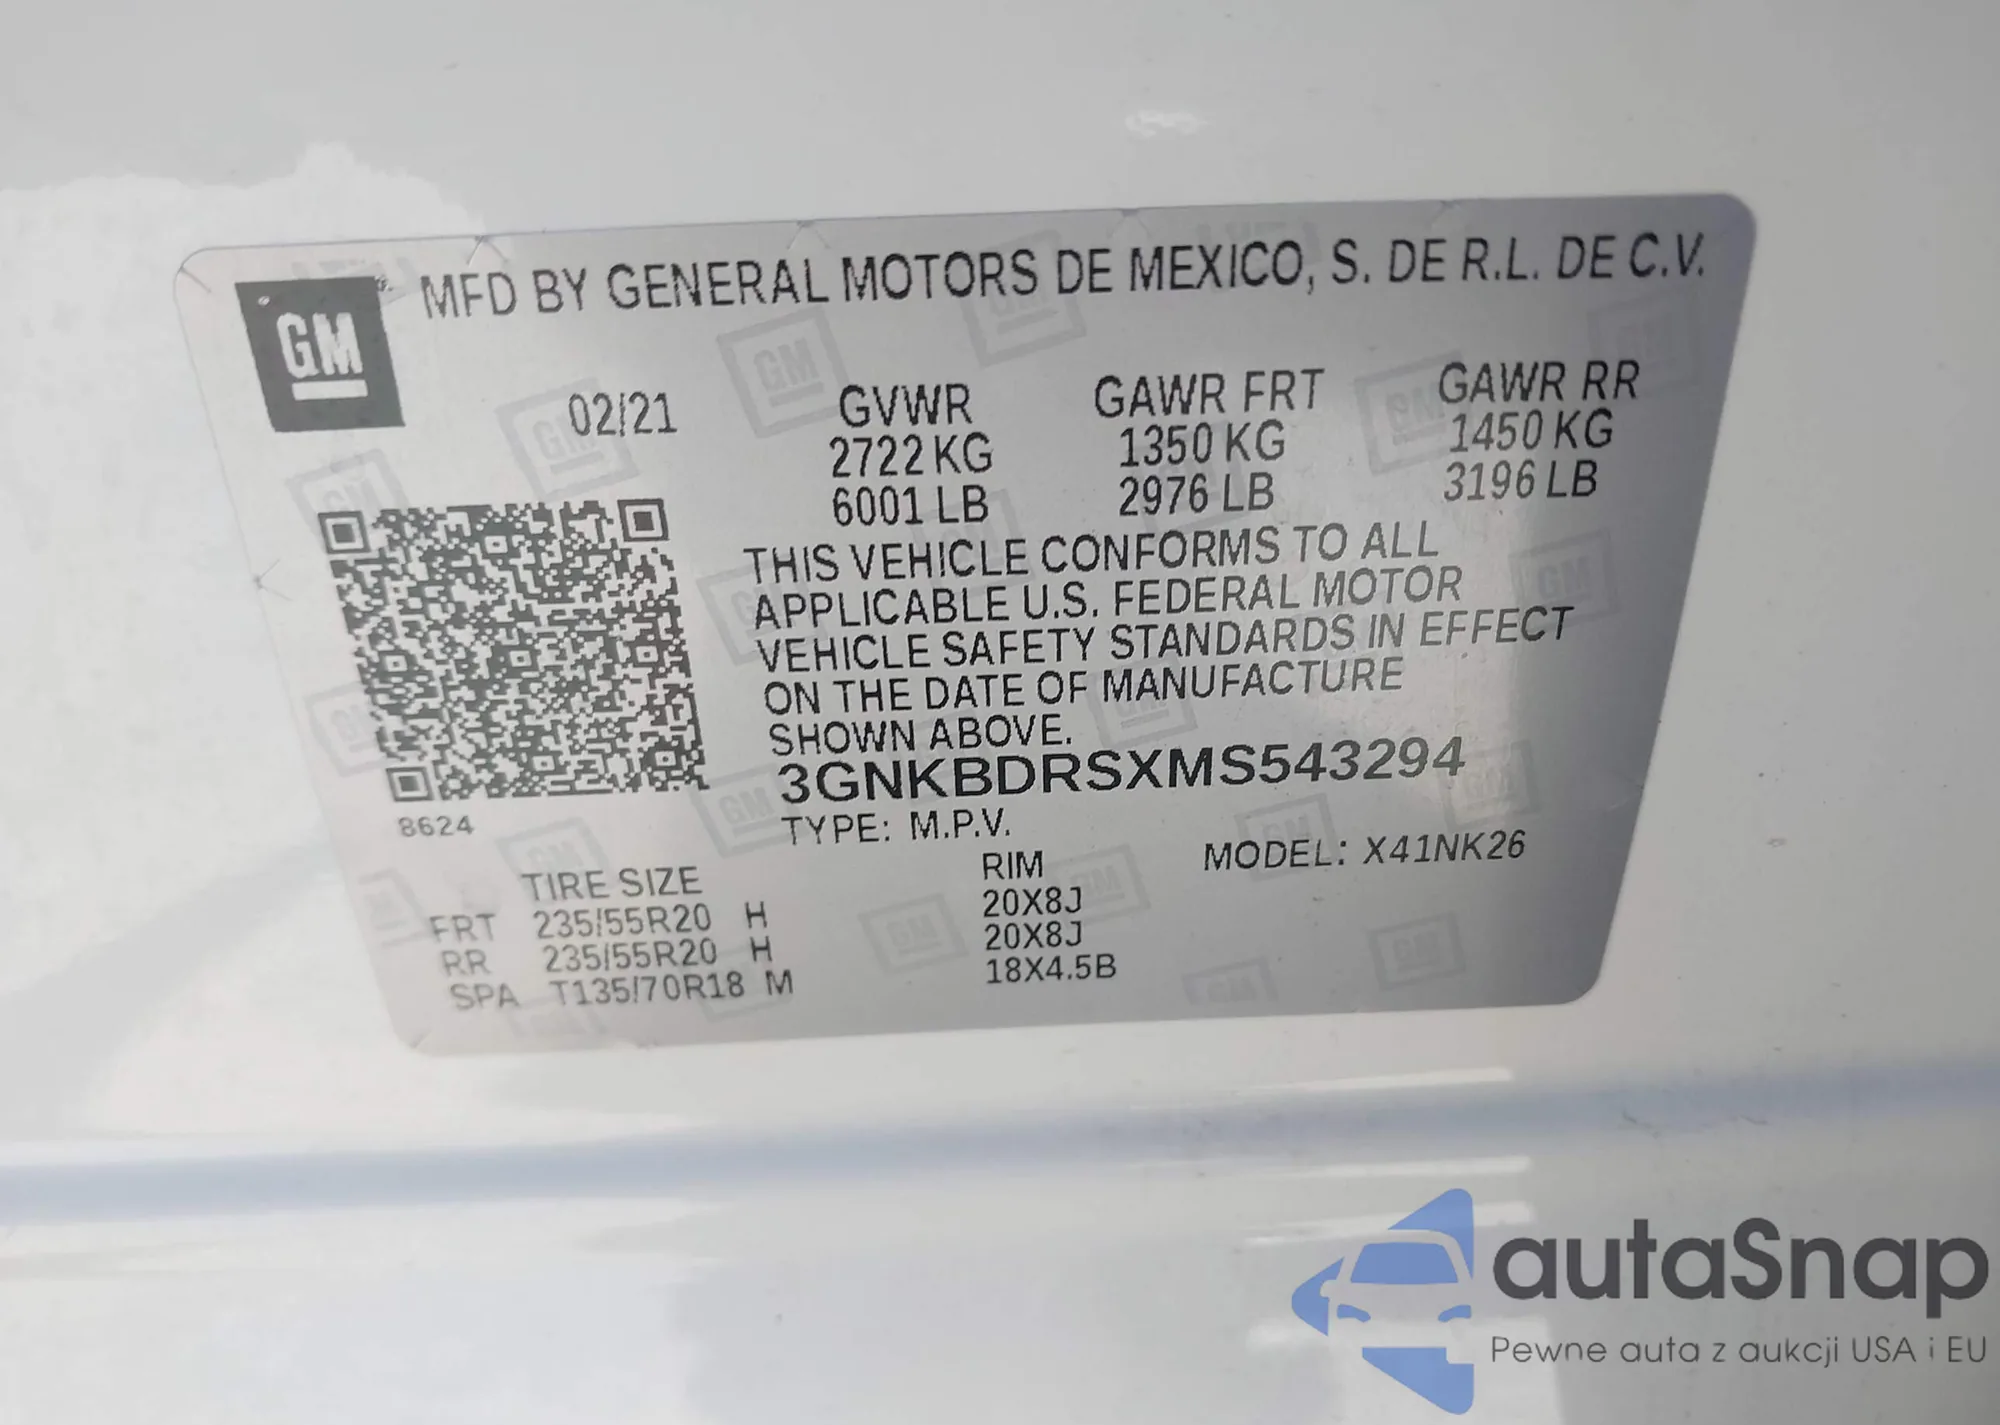 GM
MFD BY GENERAL MOTORS DE MEXICO, S. DE R.L. DE C.V.
02/21
GVWR GAWR FRT GAWR RR
2722 KG 1350 KG 1450 KG
6001 LB 2976 LB 3196 LB
THIS VEHICLE CONFORMS TO ALL
APPLICABLE U.S. FEDERAL MOTOR
VEHICLE SAFETY STANDARDS IN EFFECT
ON THE DATE OF MANUFACTURE
SHOWN ABOVE.
3GNKBDRSXMS543294
8624
TYPE: M.P.V.
MODEL: X41NK26
TIRE SIZE RIM
FRT 235/55R20 H 20X8J
RR 235/55R20 H 20X8J
SPA T135/70R18 M 18X4.5B
autaSnap
Pewne auta z aukcji USA i EU